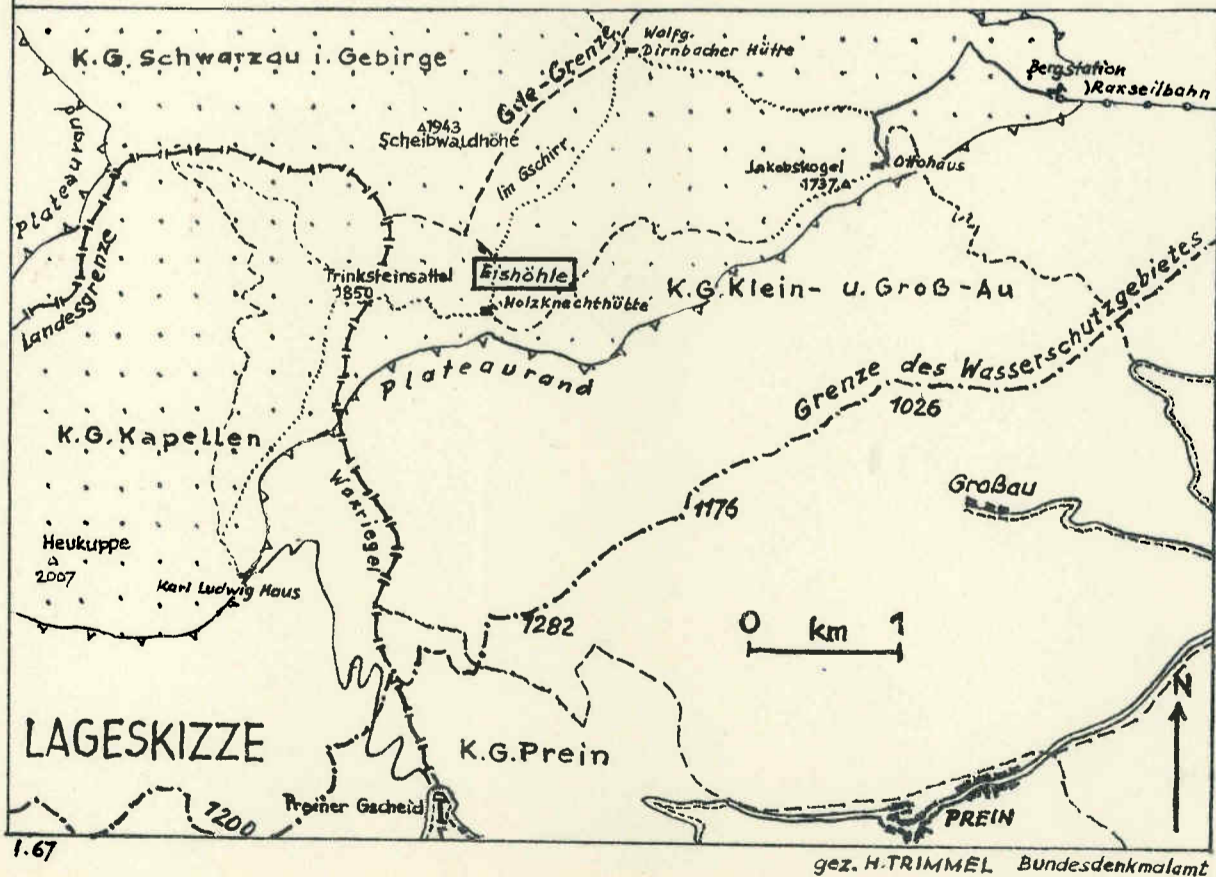 Wolfg.
Dirnbacher Hütte
K.G. Schwarzau i. Gebirge
Gde-Grenze
Bergstation
Raxseilbahn
△1943
Scheibwaldhöhe
Plateaurand
Im Gschirr
Jakobskogel
1737
Ottohaus
Landesgrenze
Trinksteinsattel
1850
Eishöhle
Holzknechthütte
K.G. Klein- u. Groß-Au
Plateaurand
Grenze des Wasserschutzgebietes
1026
K.G. Kapellen
Waxriegel
Großau
1176
Heukuppe
2007
Karl Ludwig Haus
1282
0 km 1
N
LAGESKIZZE
K.G. Prein
Preiner Gscheid
1200
PREIN
1.67
gez. H. TRIMMEL Bundesdenkmalamt